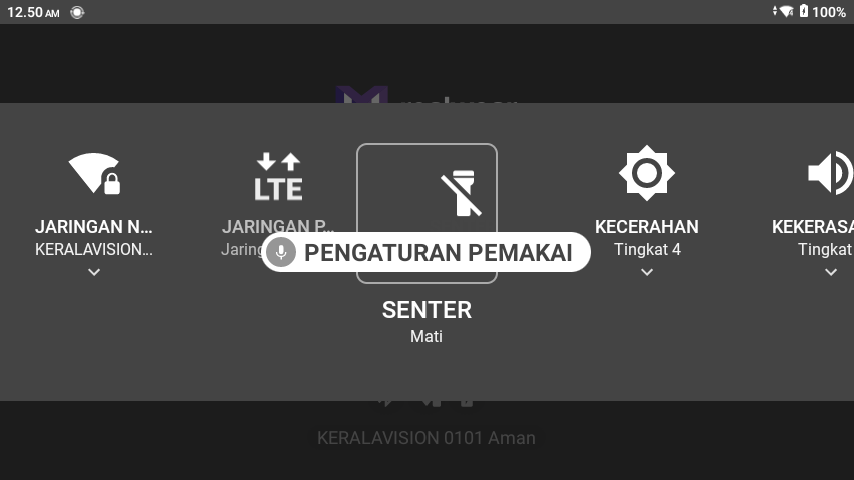 12.50 AM
100%
JARINGAN N...
KERALAVISION...
LTE
JARINGAN P...
Jaring
PENGATURAN PEMAKAI
SENTER
Mati
KECERAHAN
Tingkat 4
KEKERASA
Tingkat
KERALAVISION 0101 Aman